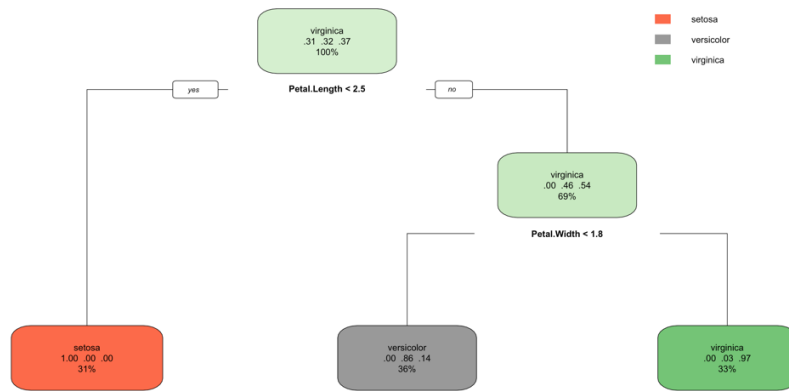 virginica
.31 .32 .37
100%
setosa
versicolor
virginica
yes
Petal.Length < 2.5
no
virginica
.00 .46 .54
69%
Petal.Width < 1.8
setosa
1.00 .00 .00
31%
versicolor
.00 .86 .14
36%
virginica
.00 .03 .97
33%